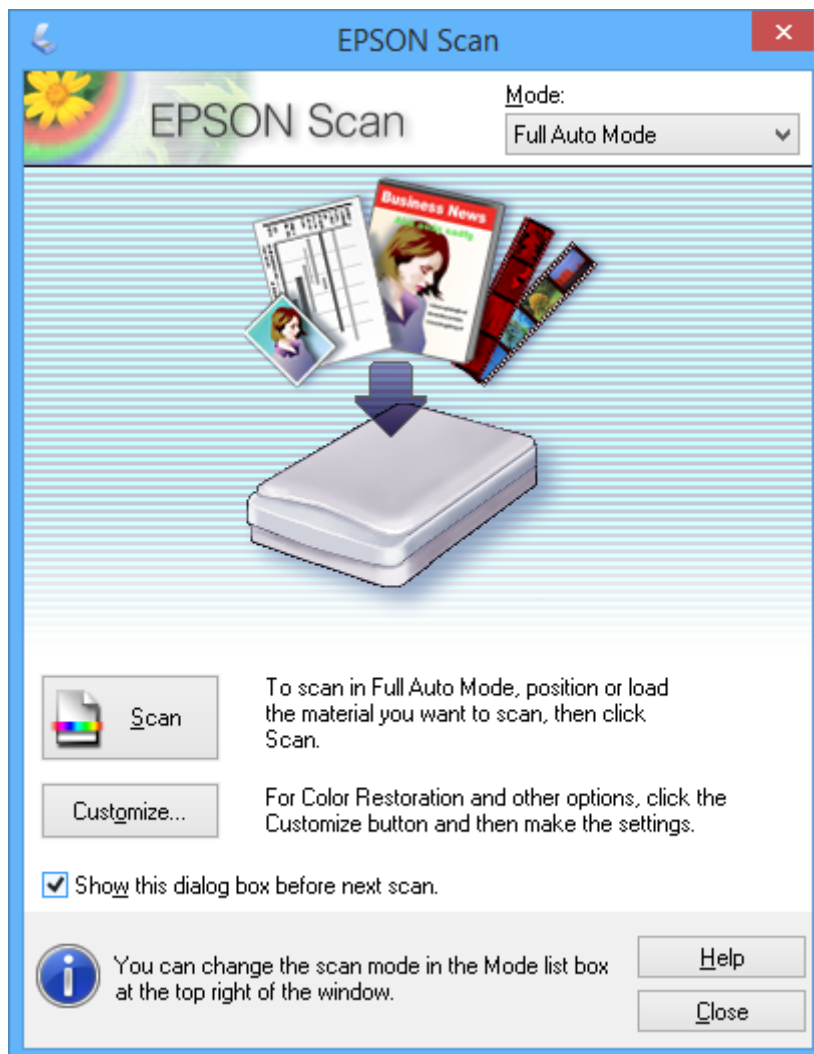 EPSON Scan
EPSON Scan
Mode:
Full Auto Mode
Business News
Scan
To scan in Full Auto Mode, position or load
the material you want to scan, then click
Scan.
Customize...
For Color Restoration and other options, click the
Customize button and then make the settings.
Show this dialog box before next scan.
You can change the scan mode in the Mode list box
at the top right of the window.
Help
Close